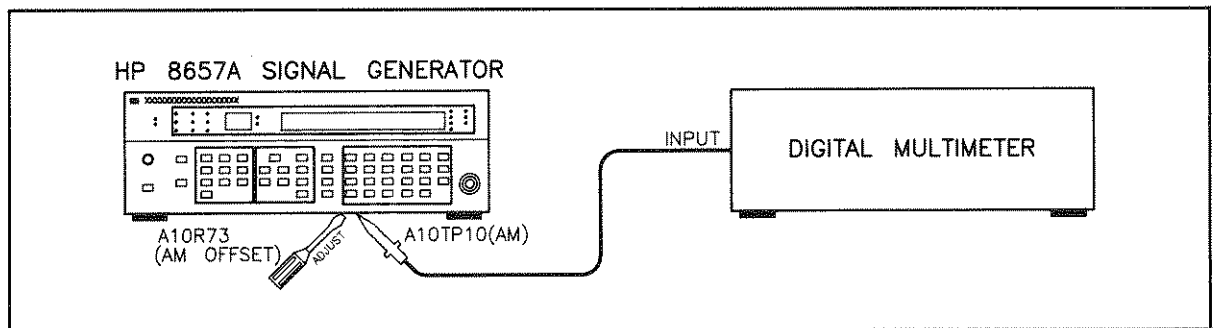 HP 8657A SIGNAL GENERATOR
INPUT
DIGITAL MULTIMETER
A10R73
(AM OFFSET)
ADJUST
A10TP10(AM)